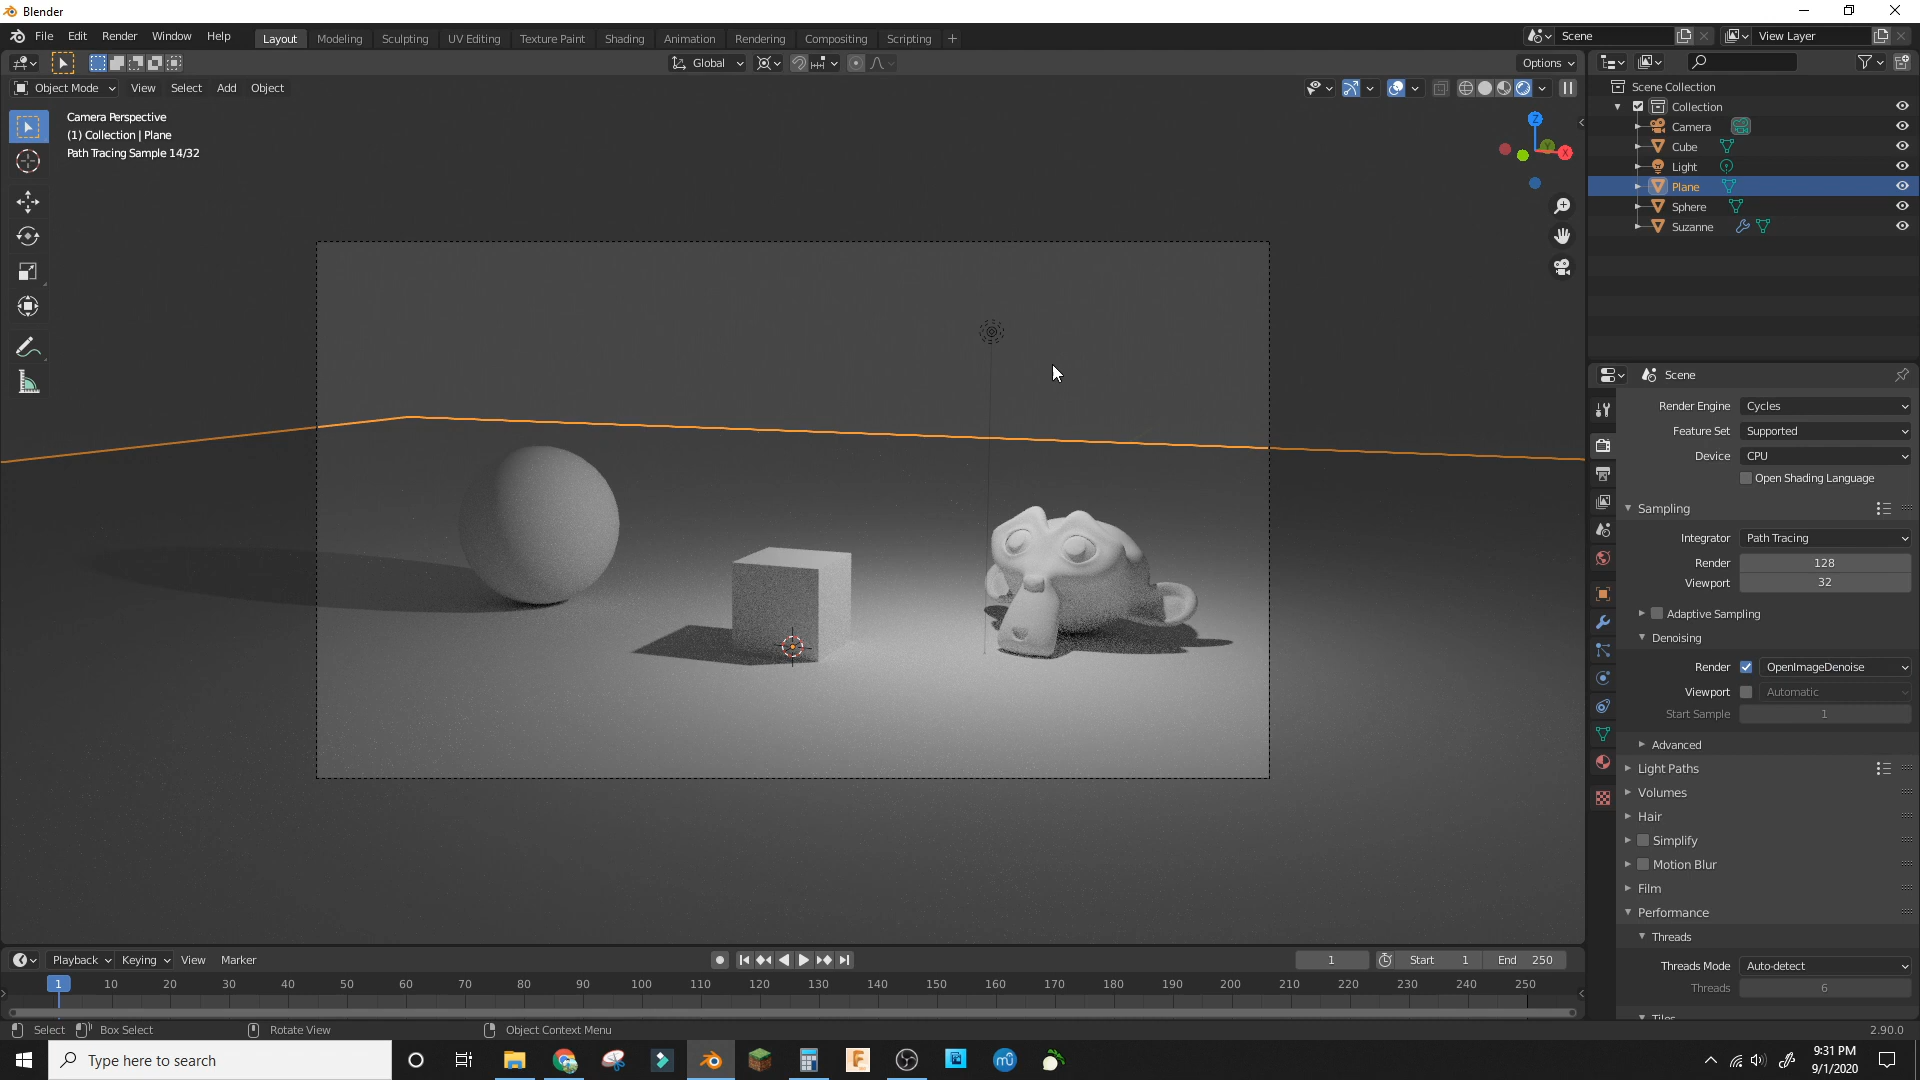 Blender
File Edit Render Window Help
Layout Modeling Sculpting UV Editing Texture Paint Shading Animation Rendering Compositing Scripting +
Scene
View Layer
Global
Options
Object Mode View Select Add Object
Camera Perspective
(1) Collection | Plane
Path Tracing Sample 14/32
Z
Y
X
Scene Collection
Collection
Camera
Cube
Light
Plane
Sphere
Suzanne
Scene
Render Engine Cycles
Feature Set Supported
Device CPU
Open Shading Language
Sampling
Integrator Path Tracing
Render 128
Viewport 32
Adaptive Sampling
Denoising
Render OpenImageDenoise
Viewport Automatic
Start Sample 1
Advanced
Light Paths
Volumes
Hair
Simplify
Motion Blur
Film
Performance
Threads
Threads Mode Auto-detect
Threads 6
Tiles
Playback Keying View Marker
1 Start 1 End 250
1 10 20 30 40 50 60 70 80 90 100 110 120 130 140 150 160 170 180 190 200 210 220 230 240 250
Select Box Select Rotate View Object Context Menu 2.90.0
Type here to search
F
mü
9:31 PM
9/1/2020